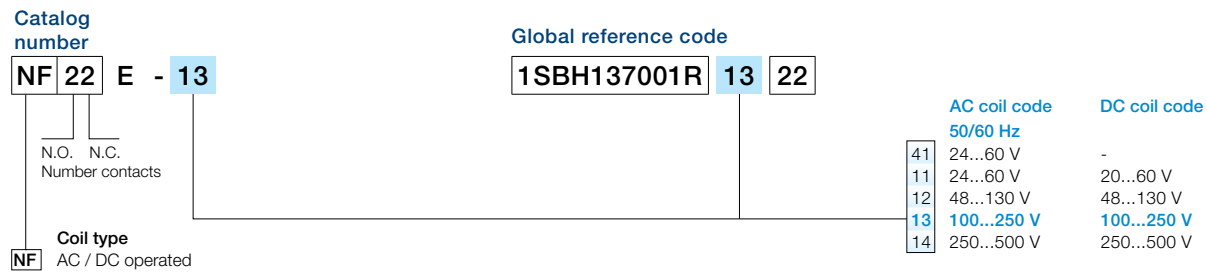 Catalog
number
Global reference code
NF 22 E - 13
1SBH137001R 13 22
AC coil code DC coil code
50/60 Hz
41 24...60 V -
11 24...60 V 20...60 V
12 48...130 V 48...130 V
13 100...250 V 100...250 V
14 250...500 V 250...500 V
N.O. N.C.
Number contacts
Coil type
NF AC / DC operated